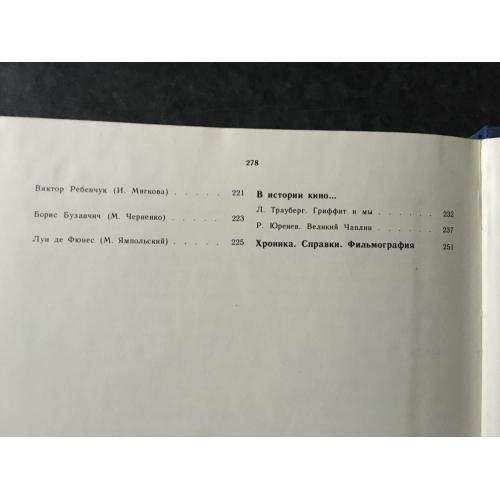 278
Виктор Ребенчук (И. Мягкова) . . . . . 221
Борис Бузанчич (М. Черненко) . . . . . 223
Луи де Фюнес (М. Ямпольский) . . . . . 225
В истории кино...
Л. Трауберг. Гриффит и мы . . . . . . 232
Р. Юренев. Великий Чаплин . . . . . . 237
Хроника. Справки. Фильмография 251